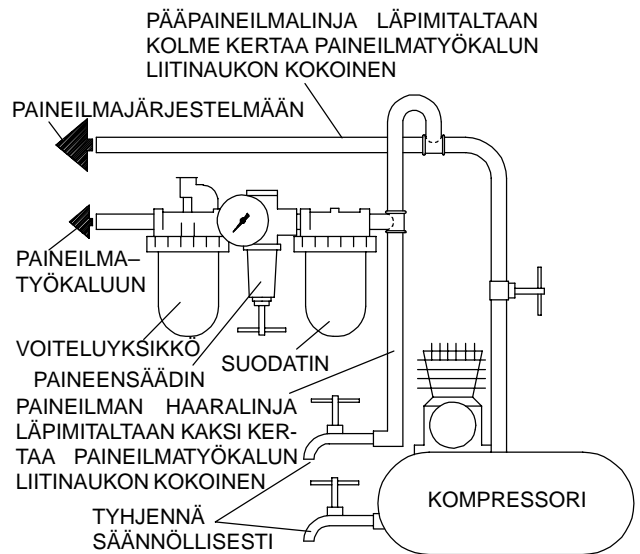 PÄÄPAINEILMALINJA LÄPIMITALTAAN
KOLME KERTAA PAINEILMATYÖKALUN
LIITINAUKON KOKOINEN
PAINEILMAJÄRJESTELMÄÄN
PAINEILMA–
TYÖKALUUN
VOITELUYKSIKKÖ
SUODATIN
PAINEENSÄÄDIN
PAINEILMAN HAARALINJA
LÄPIMITALTAAN KAKSI KER-
TAA PAINEILMATYÖKALUN
LIITINAUKON KOKOINEN
KOMPRESSORI
TYHJENNÄ
SÄÄNNÖLLISESTI